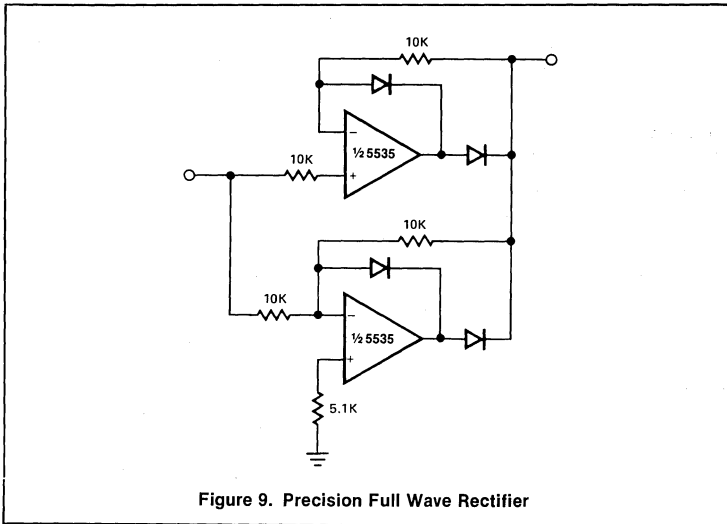 10K
−
½ 5535
+
10K
10K
10K
−
½ 5535
+
5.1K
Figure 9. Precision Full Wave Rectifier